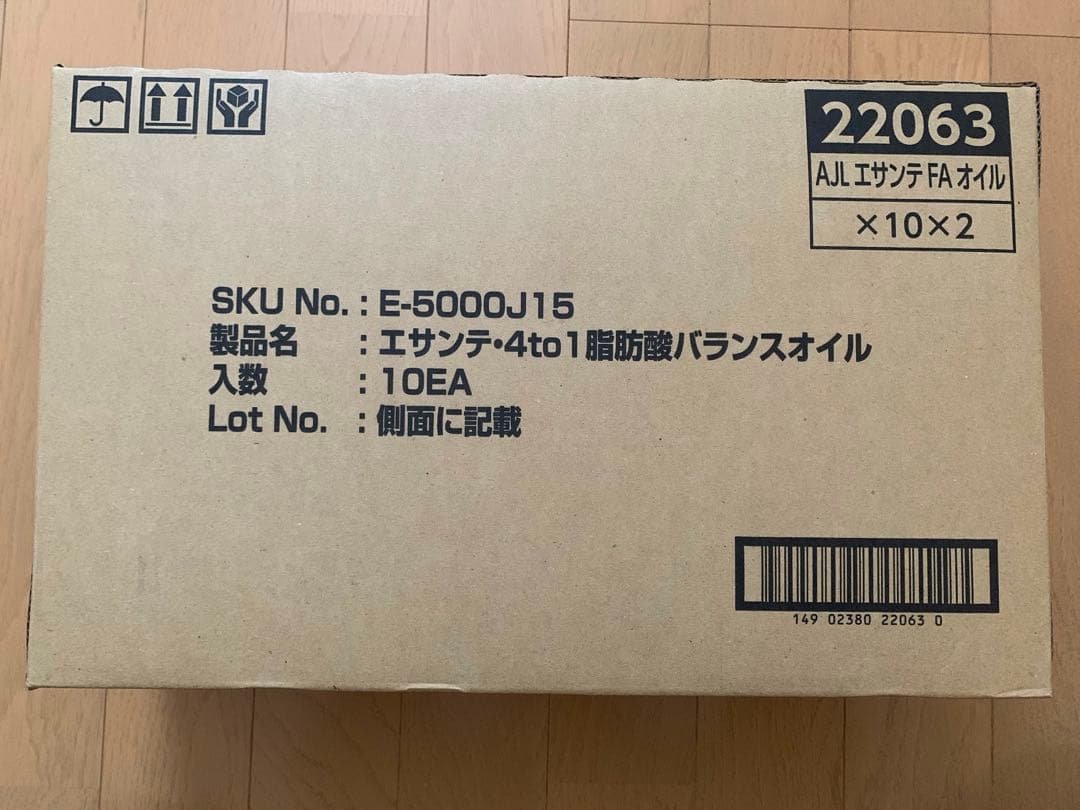 22063
AJL エサンテ FA オイル
×10×2
SKU No. : E-5000J15
製品名 : エサンテ・4to1脂肪酸バランスオイル
入数 : 10EA
Lot No. : 側面に記載
149 02380 22063 0